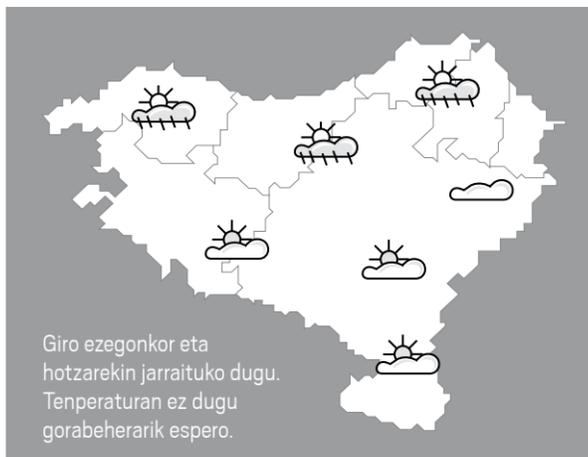 Giro ezegonkor eta
hotzarekin jarraituko dugu.
Tenperaturan ez dugu
gorabeherarik espero.